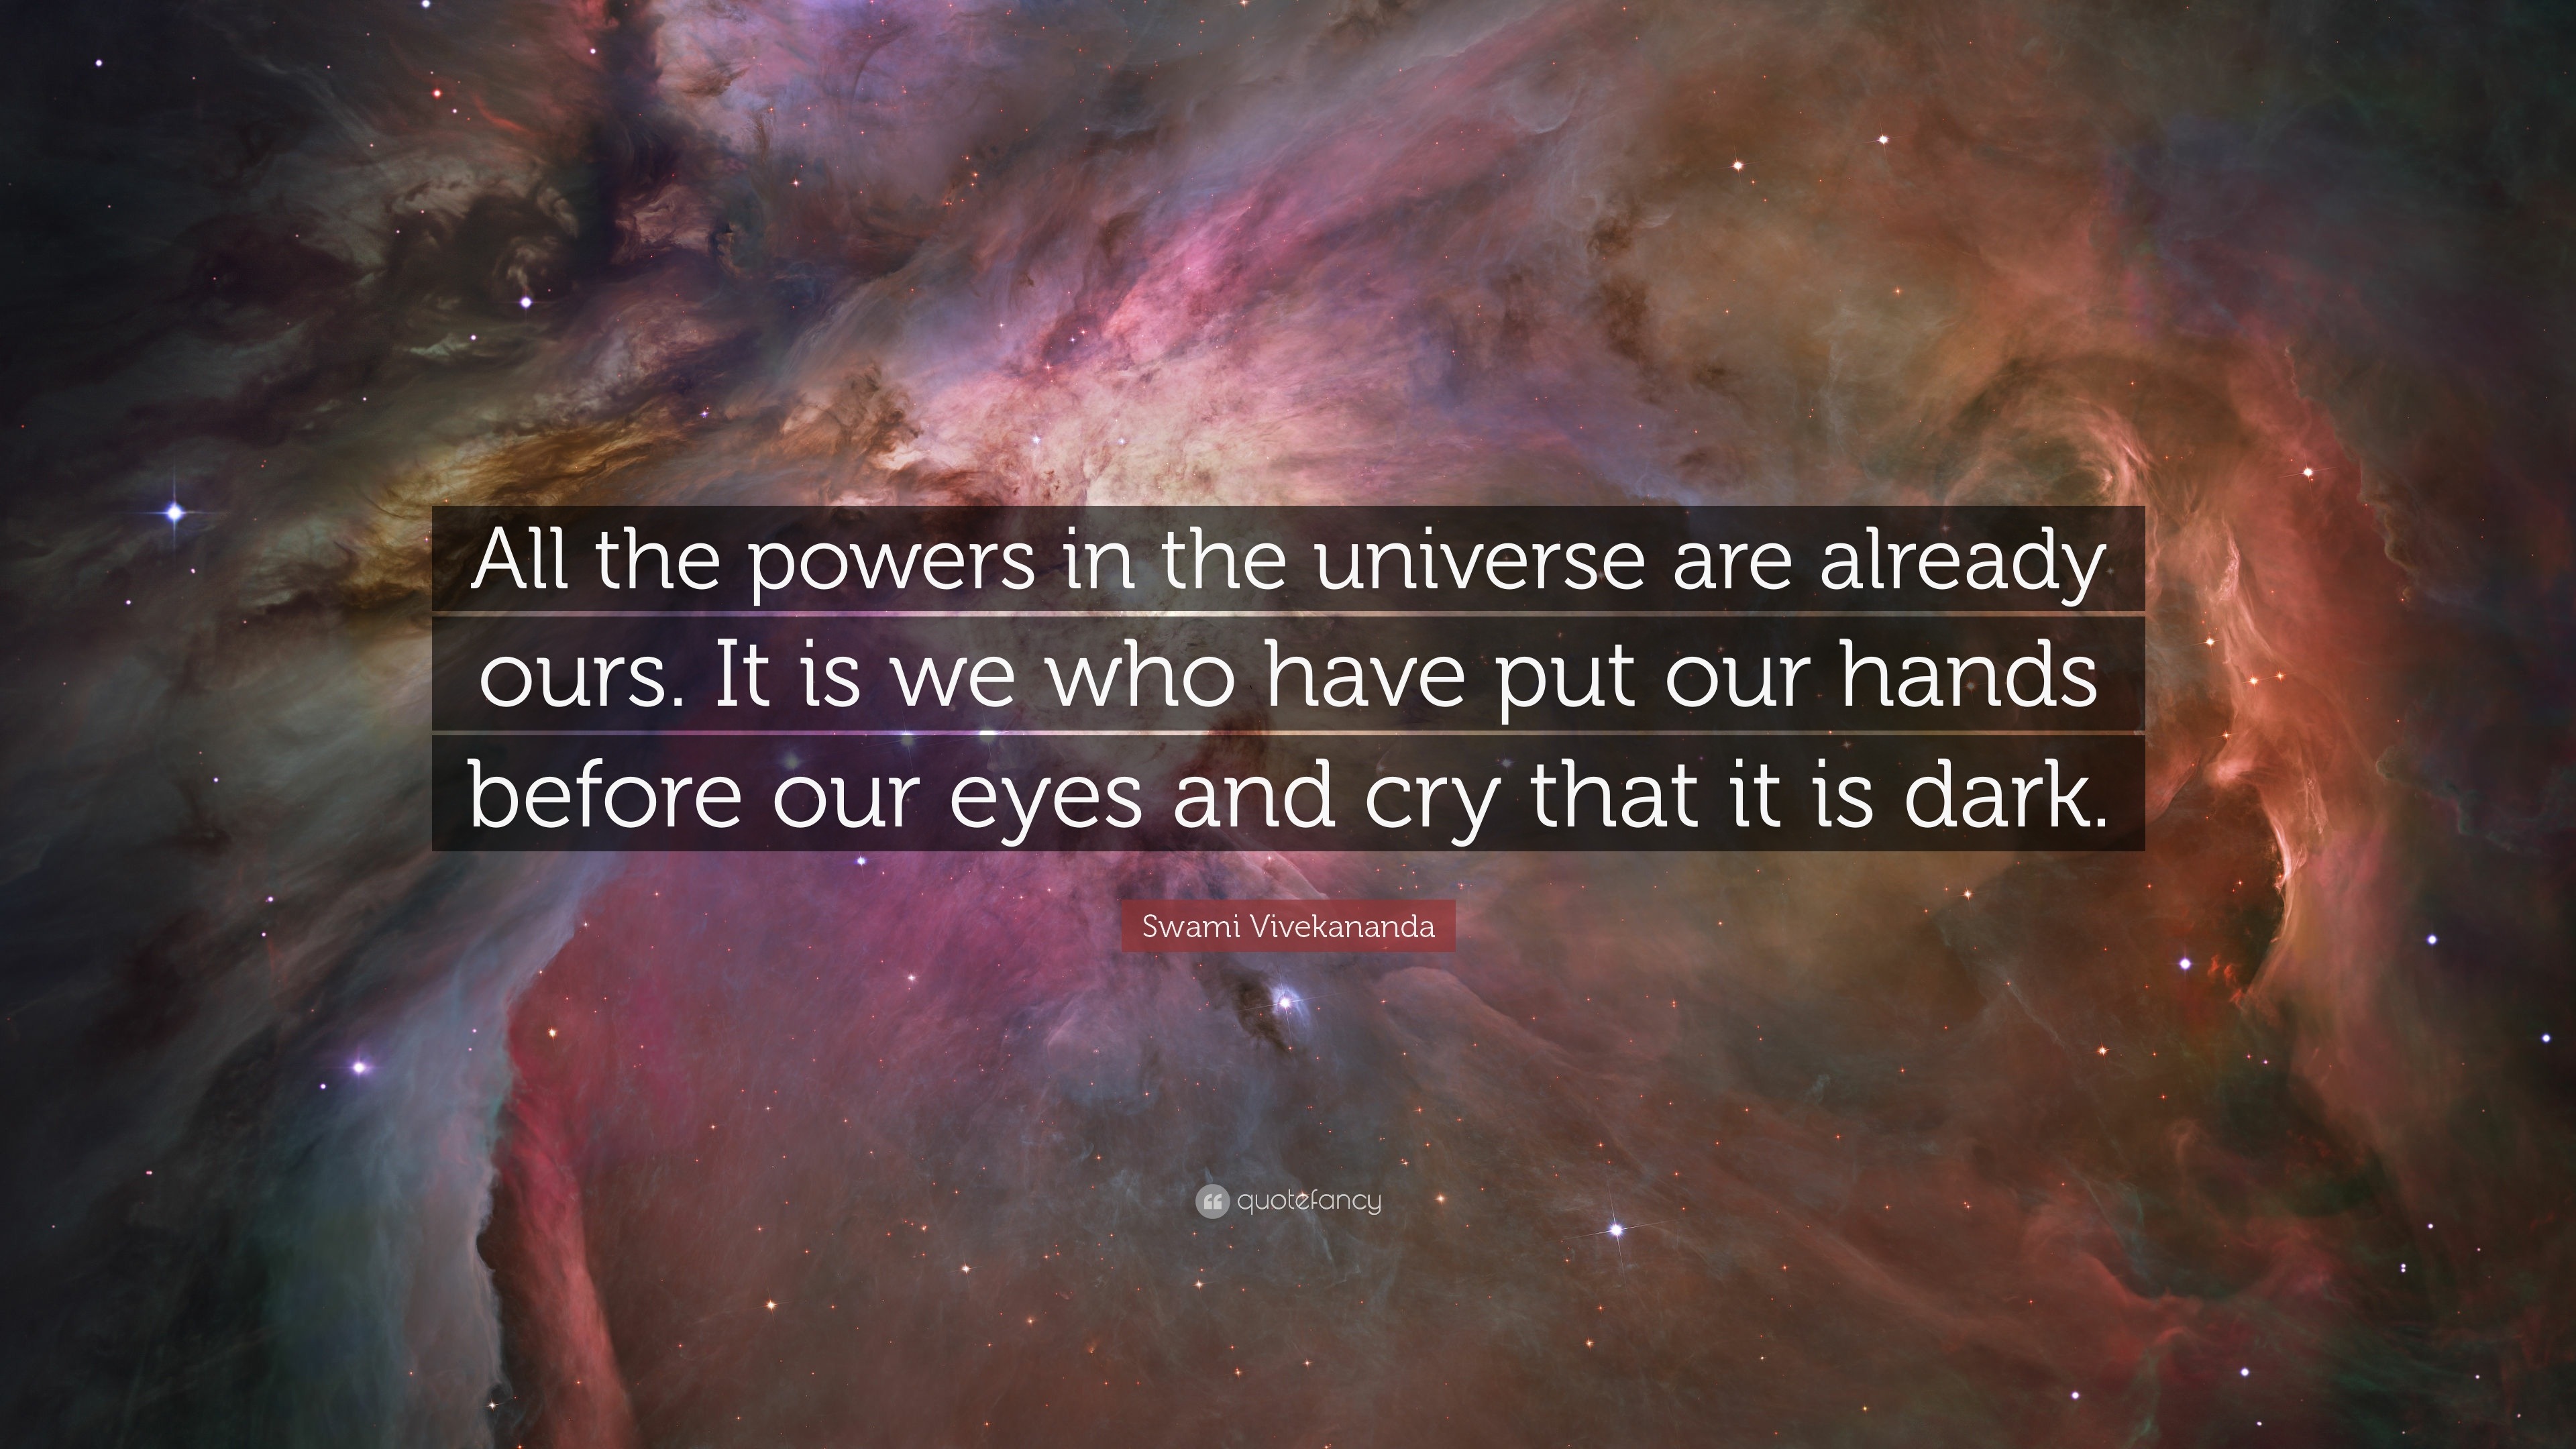 All the powers in the universe are already
ours. It is we who have put our hands
before our eyes and cry that it is dark.
Swami Vivekananda
quotefancy